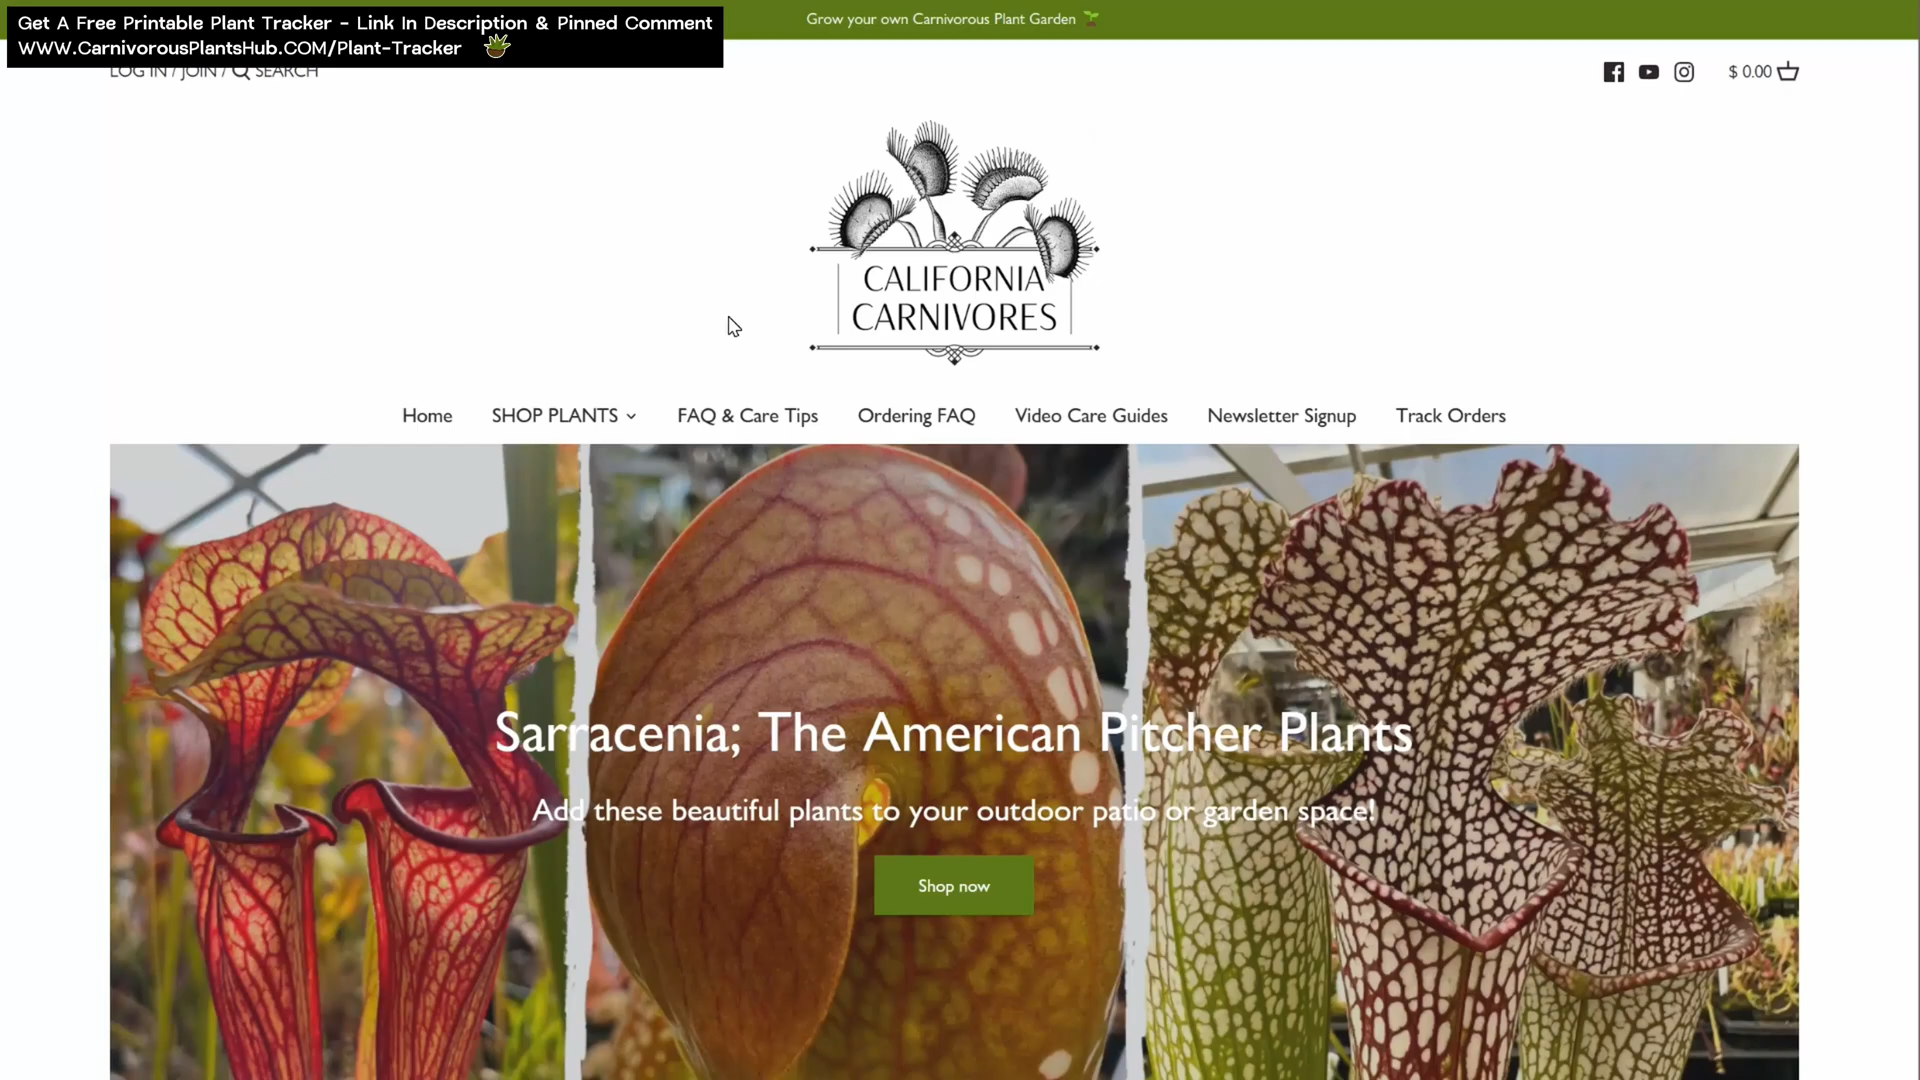 Get A Free Printable Plant Tracker - Link In Description & Pinned Comment
WWW.CarnivorousPlantsHub.COM/Plant-Tracker
Grow your own Carnivorous Plant Garden
LOG IN / JOIN / SEARCH
$ 0.00
CALIFORNIA
CARNIVORES
Home SHOP PLANTS FAQ & Care Tips Ordering FAQ Video Care Guides Newsletter Signup Track Orders
Sarracenia; The American Pitcher Plants
Add these beautiful plants to your outdoor patio or garden space!
Shop now